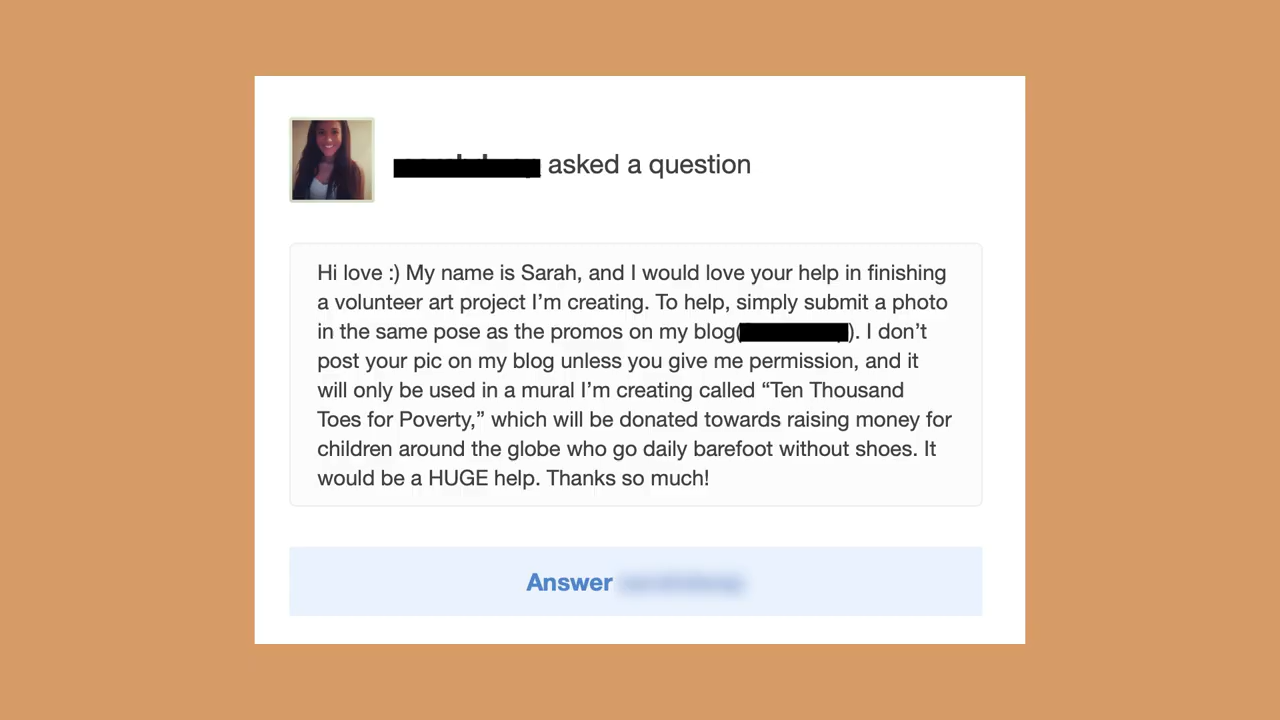 asked a question
Hi love :) My name is Sarah, and I would love your help in finishing
a volunteer art project I'm creating. To help, simply submit a photo
in the same pose as the promos on my blog( ). I don't
post your pic on my blog unless you give me permission, and it
will only be used in a mural I'm creating called “Ten Thousand
Toes for Poverty,” which will be donated towards raising money for
children around the globe who go daily barefoot without shoes. It
would be a HUGE help. Thanks so much!
Answer